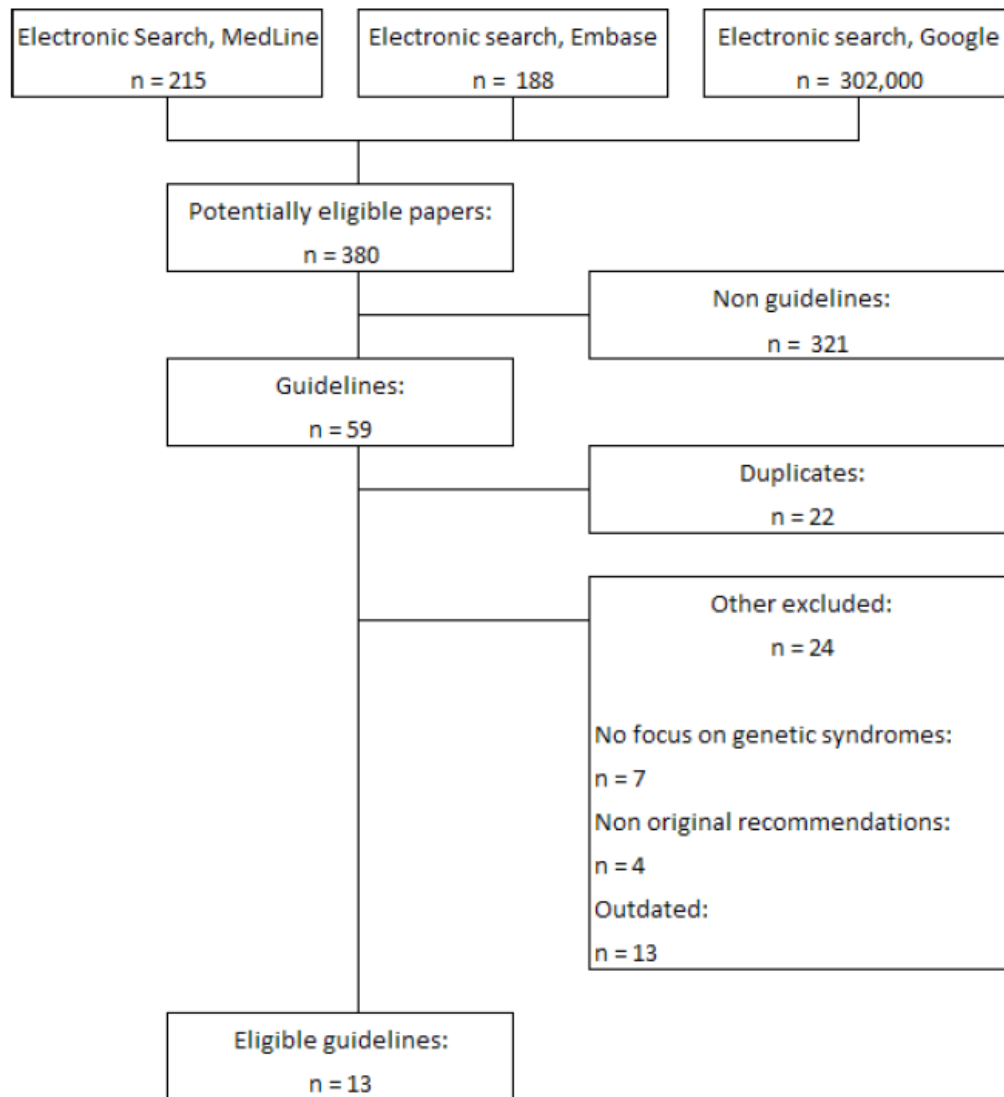 Electronic Search, MedLine
n = 215
Electronic search, Embase
n = 188
Electronic search, Google
n = 302,000
Potentially eligible papers:
n = 380
Non guidelines:
n = 321
Guidelines:
n = 59
Duplicates:
n = 22
Other excluded:
n = 24
No focus on genetic syndromes:
n = 7
Non original recommendations:
n = 4
Outdated:
n = 13
Eligible guidelines:
n = 13